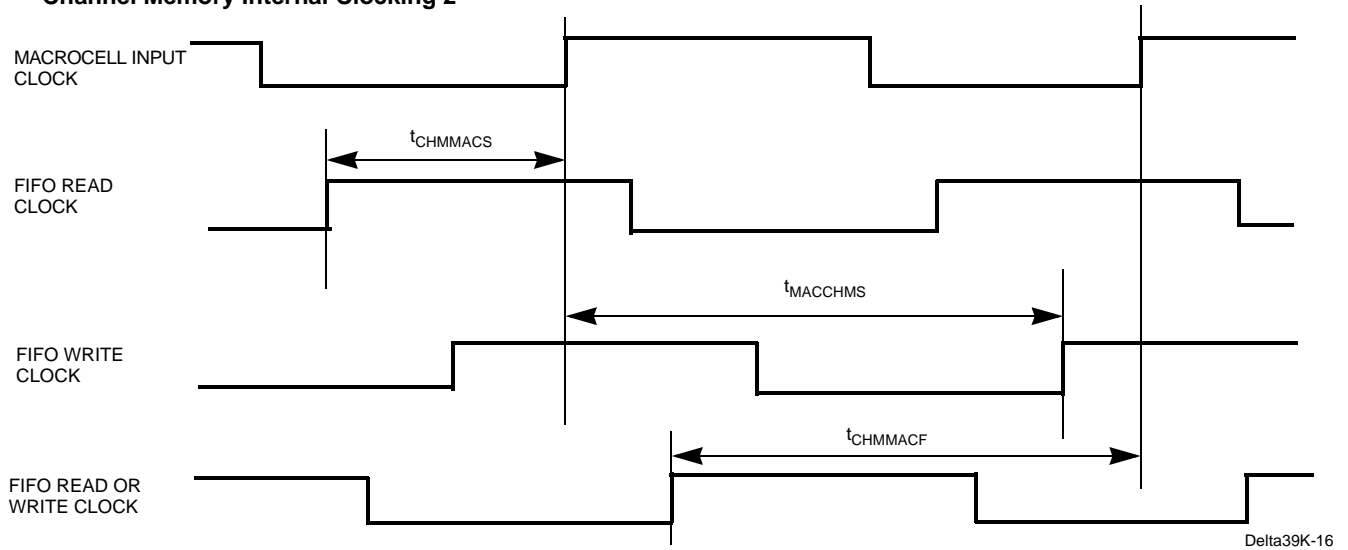 Channel Memory Internal Clocking 2
MACROCELL INPUT
CLOCK
tCHMMACS
FIFO READ
CLOCK
tMACCHMS
FIFO WRITE
CLOCK
tCHMMACF
FIFO READ OR
WRITE CLOCK
Delta39K-16